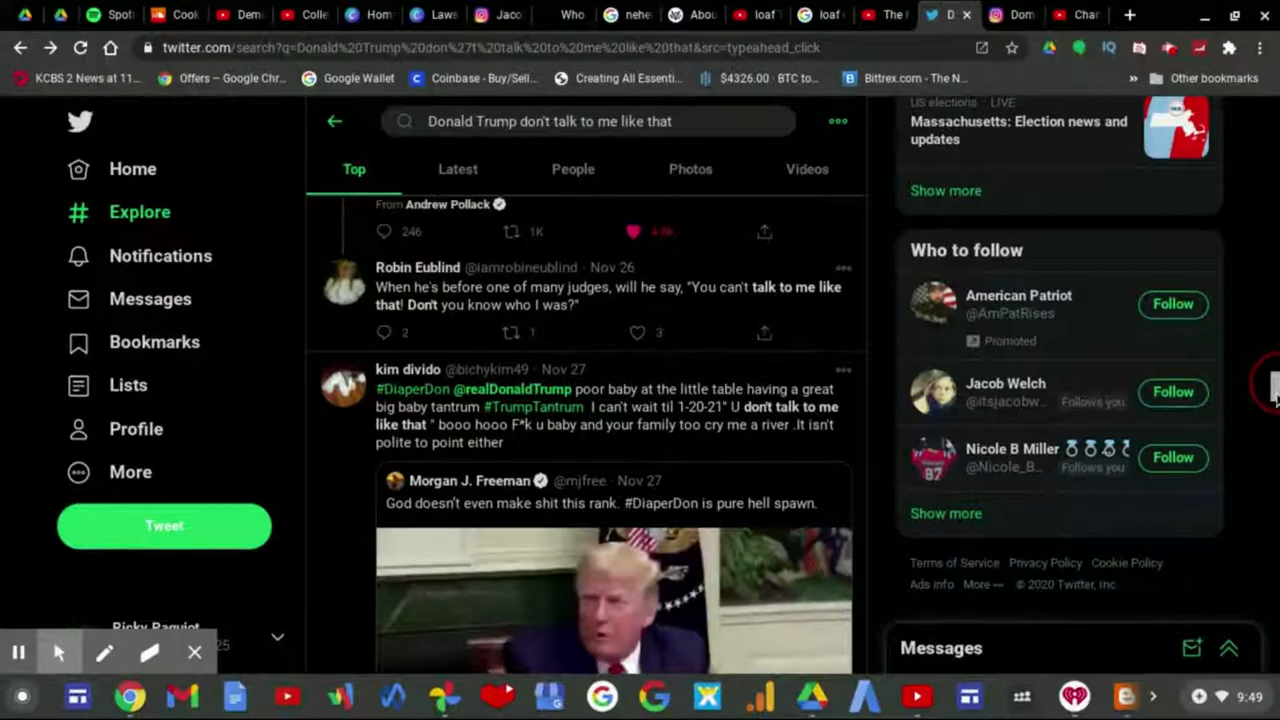 Spot
Cook
Dema
Colle
Hom
Laws
Jaco
Who
nehe
Abou
loaf
loaf
The
D
Dom
Char
twitter.com/search?q=Donald%20Trump%20don%27t%20talk%20to%20me%20like%20that&src=typeahead_click
KCBS 2 News at 11...
Offers – Google Chr...
Google Wallet
Coinbase - Buy/Sell...
Creating All Essenti...
$4326.00 · BTC to...
Bittrex.com - The N...
Other bookmarks
Home
Explore
Notifications
Messages
Bookmarks
Lists
Profile
More
Tweet
Ricky Paquiot
25
Donald Trump don't talk to me like that
Top
Latest
People
Photos
Videos
From Andrew Pollack
246
1K
Robin Eublind @iamrobineublind · Nov 26
When he's before one of many judges, will he say, "You can't talk to me like
that! Don't you know who I was?"
2
1
3
kim divido @bichykim49 · Nov 27
#DiaperDon @realDonaldTrump poor baby at the little table having a great
big baby tantrum #TrumpTantrum I can't wait til 1-20-21" U don't talk to me
like that " booo hooo F*k u baby and your family too cry me a river .It isn't
polite to point either
Morgan J. Freeman @mjfree · Nov 27
God doesn't even make shit this rank. #DiaperDon is pure hell spawn.
US elections · LIVE
Massachusetts: Election news and
updates
Show more
Who to follow
American Patriot
@AmPatRises
Follow
Promoted
Jacob Welch
@itsjacobw... Follows you
Follow
Nicole B Miller
@Nicole_B... Follows you
Follow
Show more
Terms of Service Privacy Policy Cookie Policy
Ads info More ··· © 2020 Twitter, Inc.
Messages
9:49